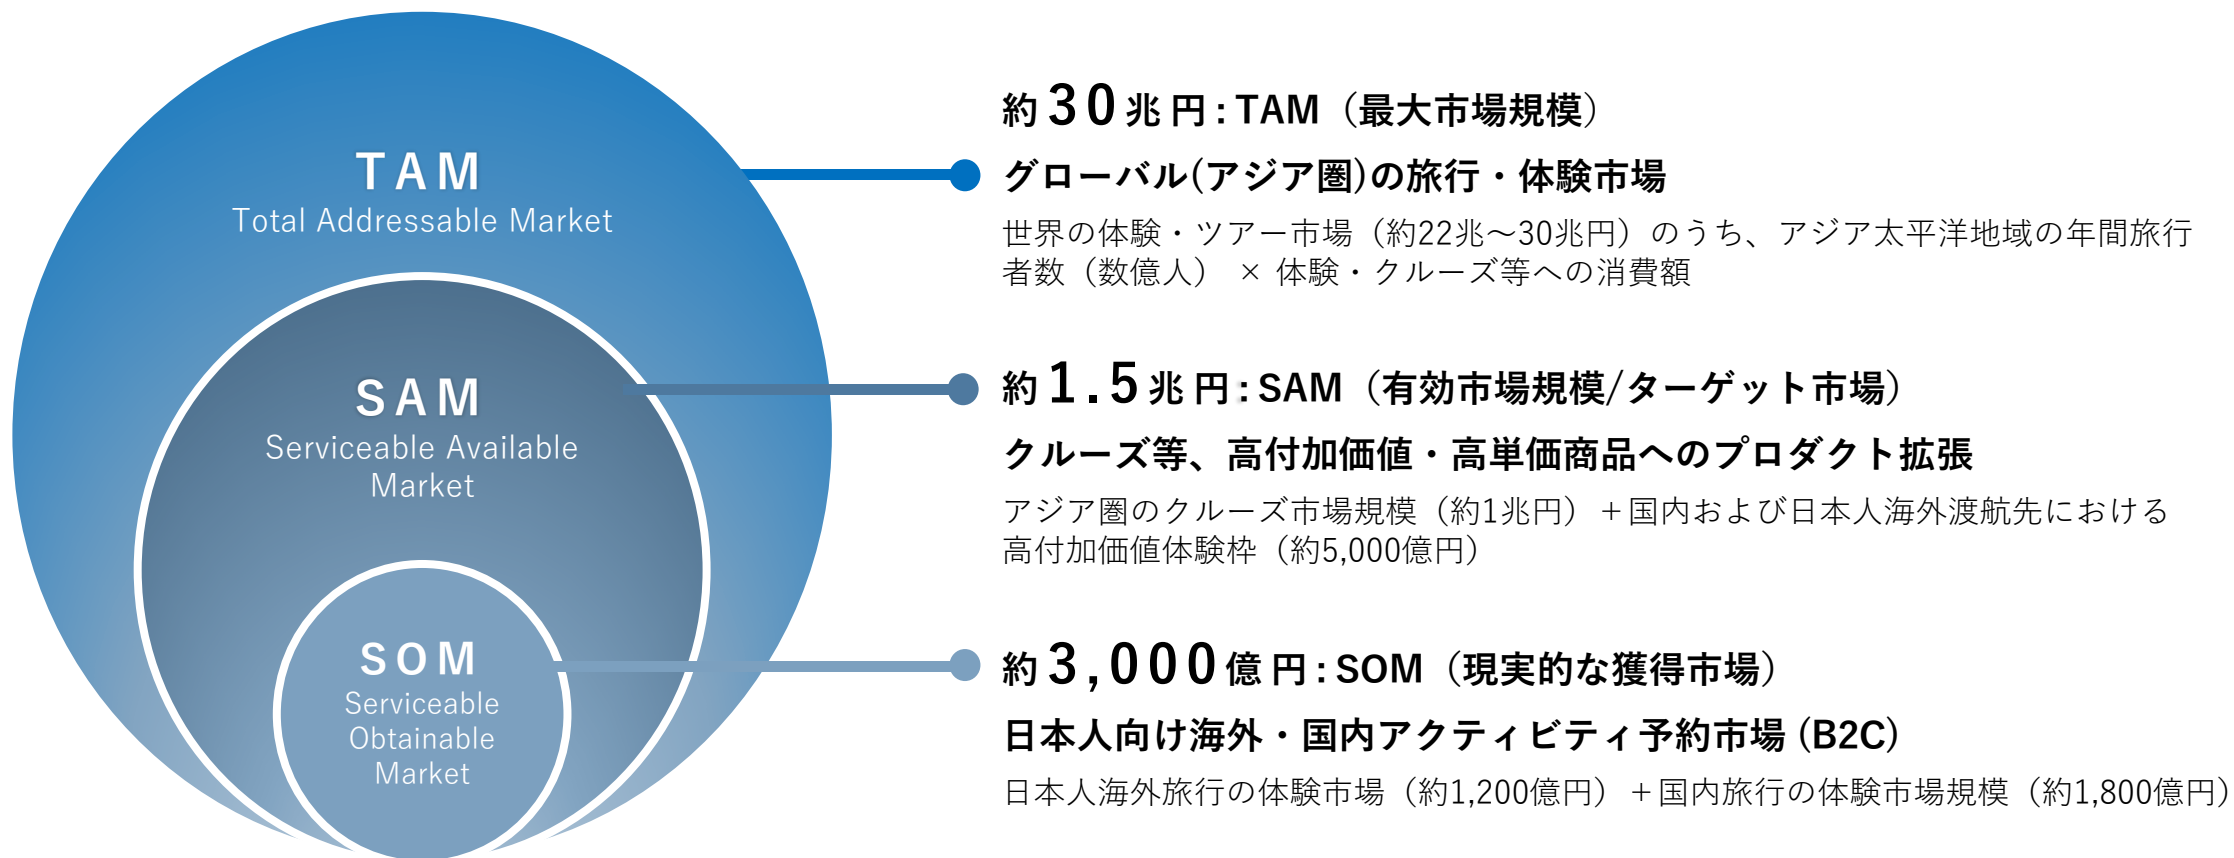 TAM
Total Addressable Market
SAM
Serviceable Available
Market
SOM
Serviceable
Obtainable
Market
約30兆円:TAM（最大市場規模）
グローバル(アジア圏)の旅行・体験市場
世界の体験・ツアー市場（約22兆～30兆円）のうち、アジア太平洋地域の年間旅行
者数（数億人） × 体験・クルーズ等への消費額
約1.5兆円:SAM（有効市場規模/ターゲット市場）
クルーズ等、高付加価値・高単価商品へのプロダクト拡張
アジア圏のクルーズ市場規模（約1兆円）＋国内および日本人海外渡航先における
高付加価値体験枠（約5,000億円）
約3,000億円:SOM（現実的な獲得市場）
日本人向け海外・国内アクティビティ予約市場 (B2C)
日本人海外旅行の体験市場（約1,200億円）＋国内旅行の体験市場規模（約1,800億円）